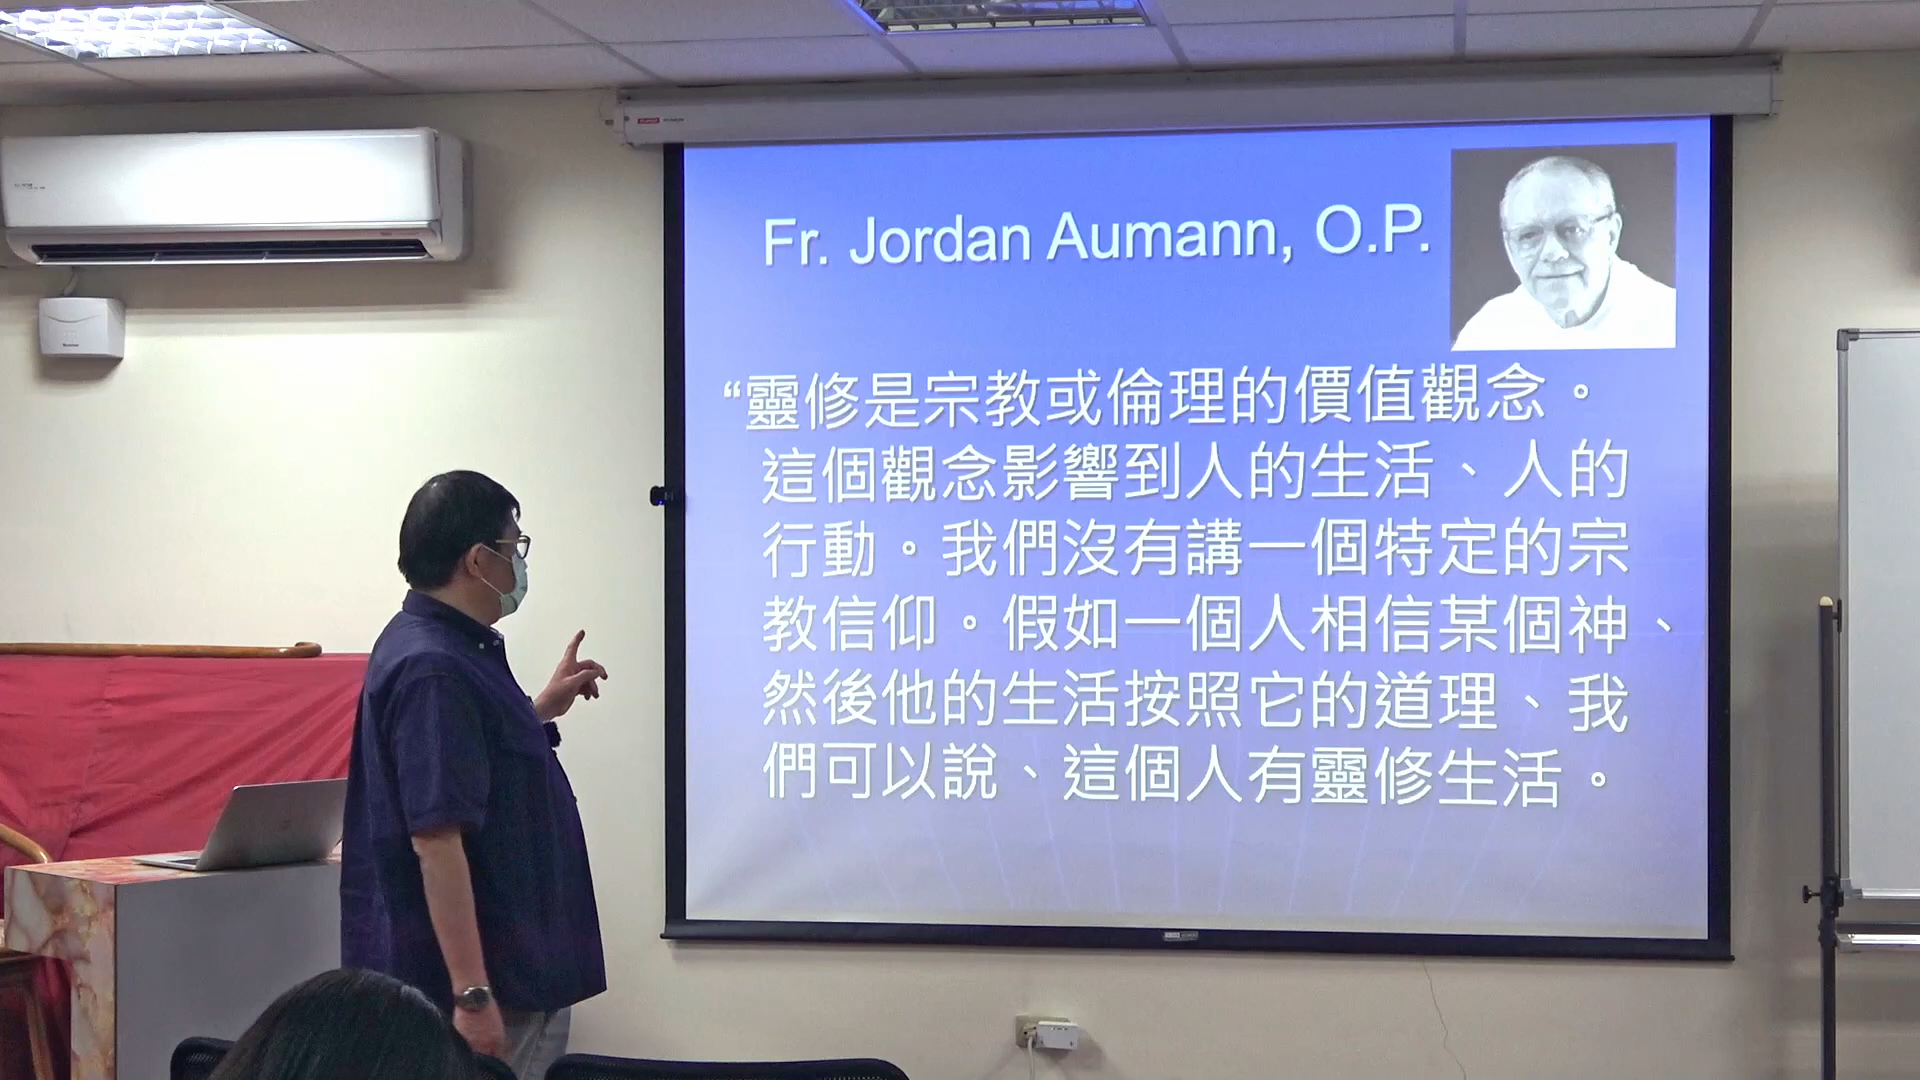 Fr. Jordan Aumann, O.P.
“靈修是宗教或倫理的價值觀念。
這個觀念影響到人的生活、人的
行動。我們沒有講一個特定的宗
教信仰。假如一個人相信某個神、
然後他的生活按照它的道理、我
們可以說、這個人有靈修生活。